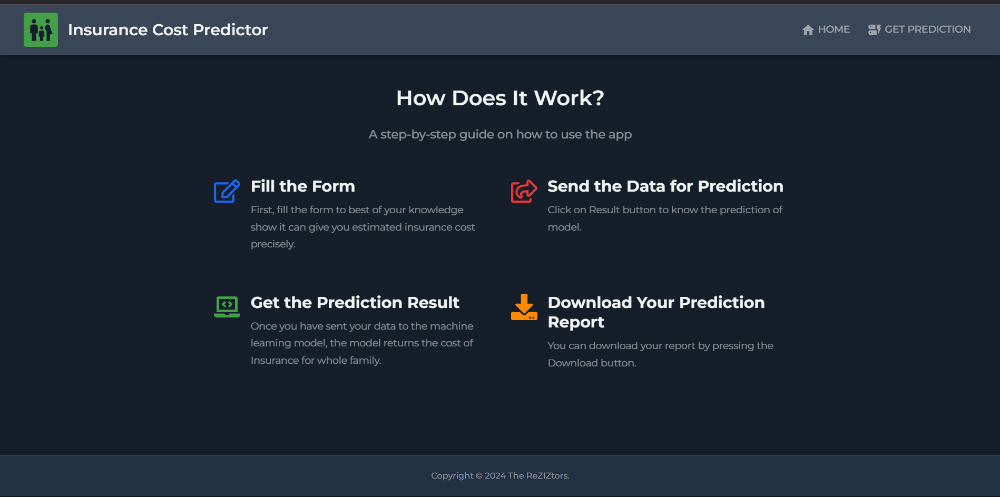 Insurance Cost Predictor
HOME
GET PREDICTION
How Does It Work?
A step-by-step guide on how to use the app
Fill the Form
First, fill the form to best of your knowledge
show it can give you estimated insurance cost
precisely.
Send the Data for Prediction
Click on Result button to know the prediction of
model.
Get the Prediction Result
Once you have sent your data to the machine
learning model, the model returns the cost of
Insurance for whole family.
Download Your Prediction
Report
You can download your report by pressing the
Download button.
Copyright © 2024 The ReZIZtors.